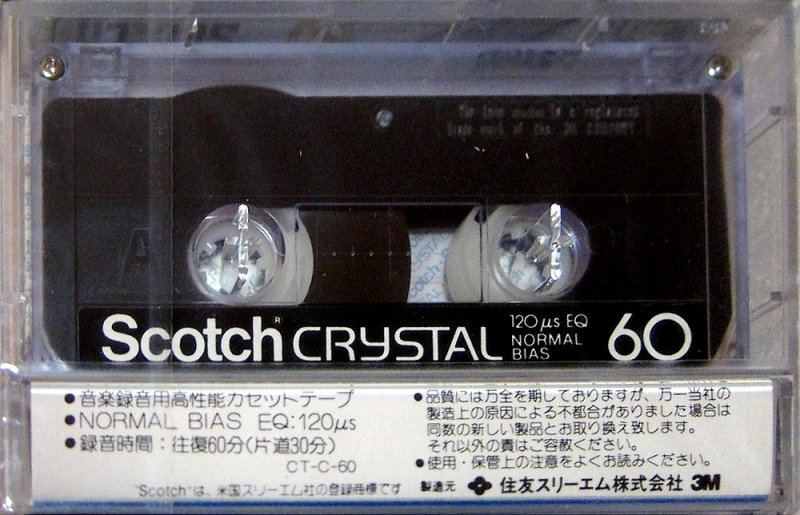 A
Scotch® CRYSTAL 120μs EQ NORMAL BIAS 60
CRYSTAL
Scotch
●音楽録音用高性能カセットテープ
●NORMAL BIAS EQ:120μs
●録音時間:往復60分(片道30分)
CT-C-60
"Scotch"は、米国スリーエム社の登録商標です
●品質には万全を期しておりますが、万一当社の
製造上の原因による不都合がありました場合は
同数の新しい製品とお取り換え致します。
それ以外の責はご容赦ください。
●使用・保管上の注意をよくお読みください。
製造元 住友スリーエム株式会社 3M